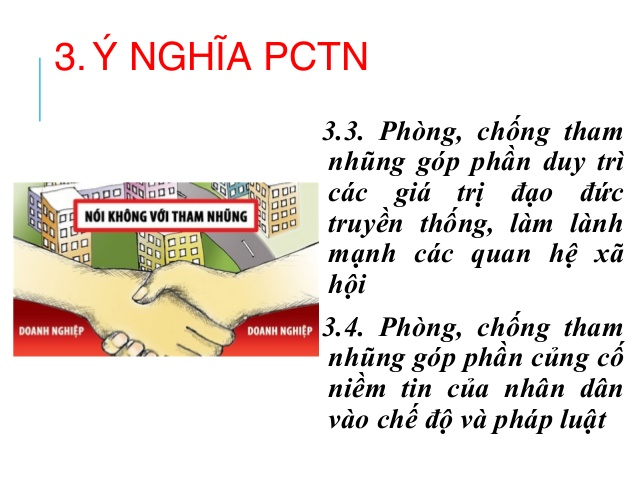 3. Ý NGHĨA PCTN
3.3. Phòng, chống tham
nhũng góp phần duy trì
các giá trị đạo đức
truyền thống, làm lành
mạnh các quan hệ xã
hội
NÓI KHÔNG VỚI THAM NHŨNG
DOANH NGHIỆP
DOANH NGHIỆP
3.4. Phòng, chống tham
nhũng góp phần củng cố
niềm tin của nhân dân
vào chế độ và pháp luật